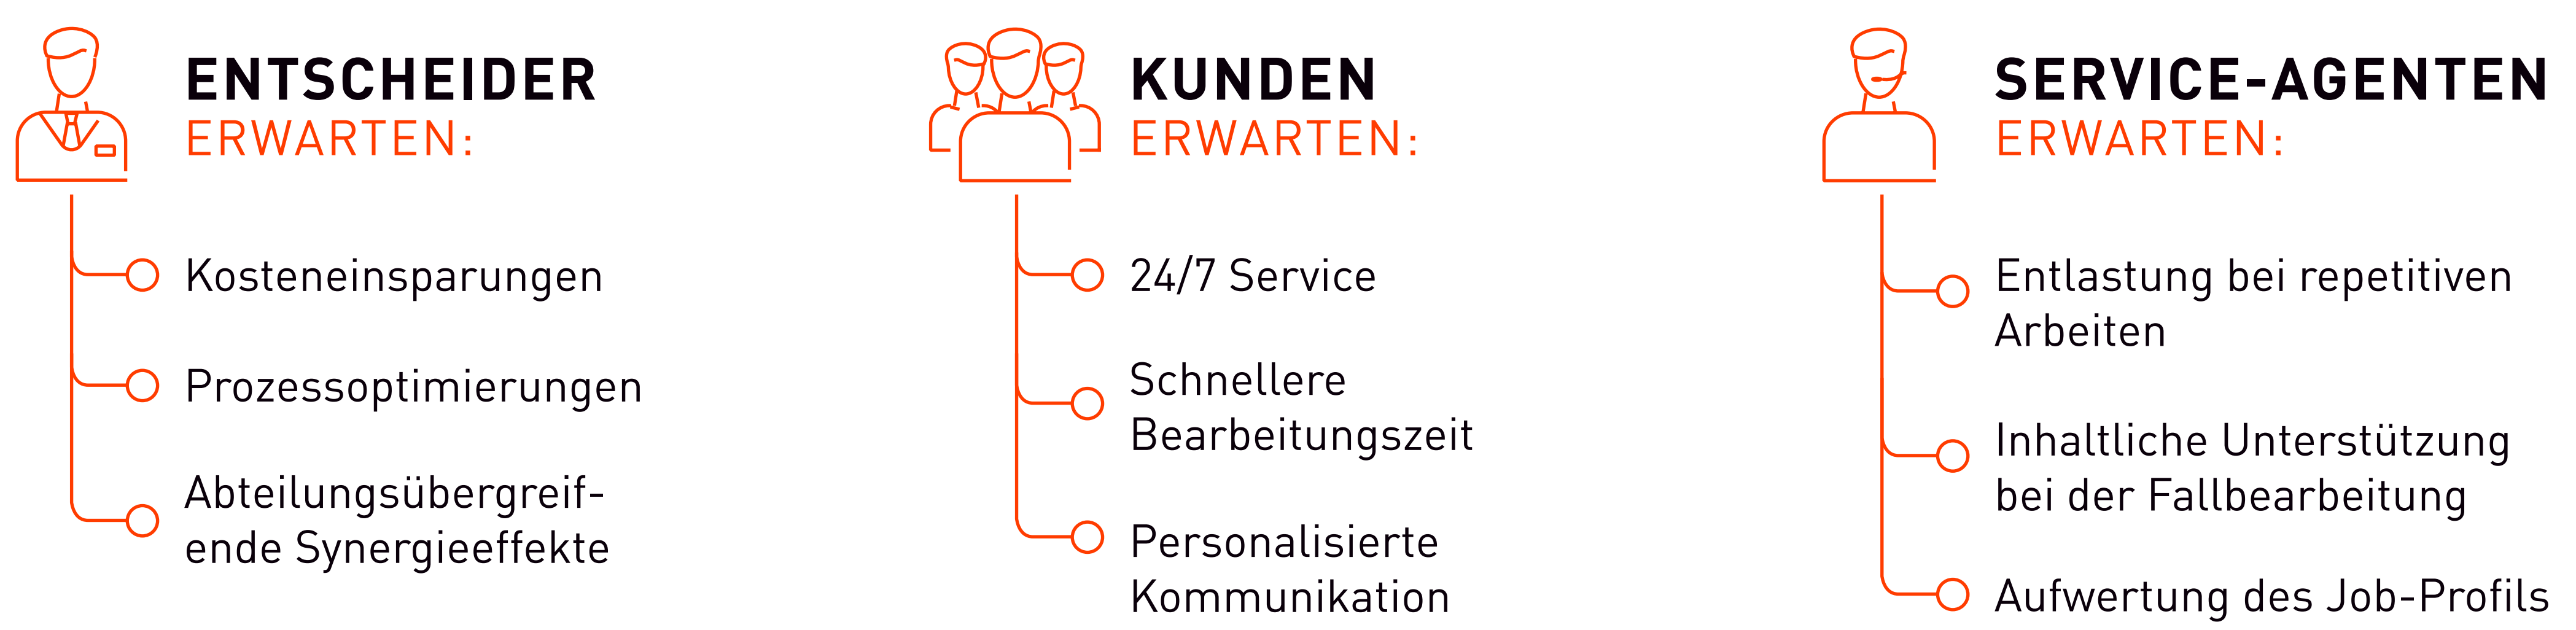 ENTSCHEIDER
ERWARTEN:
Kosteneinsparungen
Prozessoptimierungen
Abteilungsübergreif-
ende Synergieeffekte
KUNDEN
ERWARTEN:
24/7 Service
Schnellere
Bearbeitungszeit
Personalisierte
Kommunikation
SERVICE-AGENTEN
ERWARTEN:
Entlastung bei repetitiven
Arbeiten
Inhaltliche Unterstützung
bei der Fallbearbeitung
Aufwertung des Job-Profils